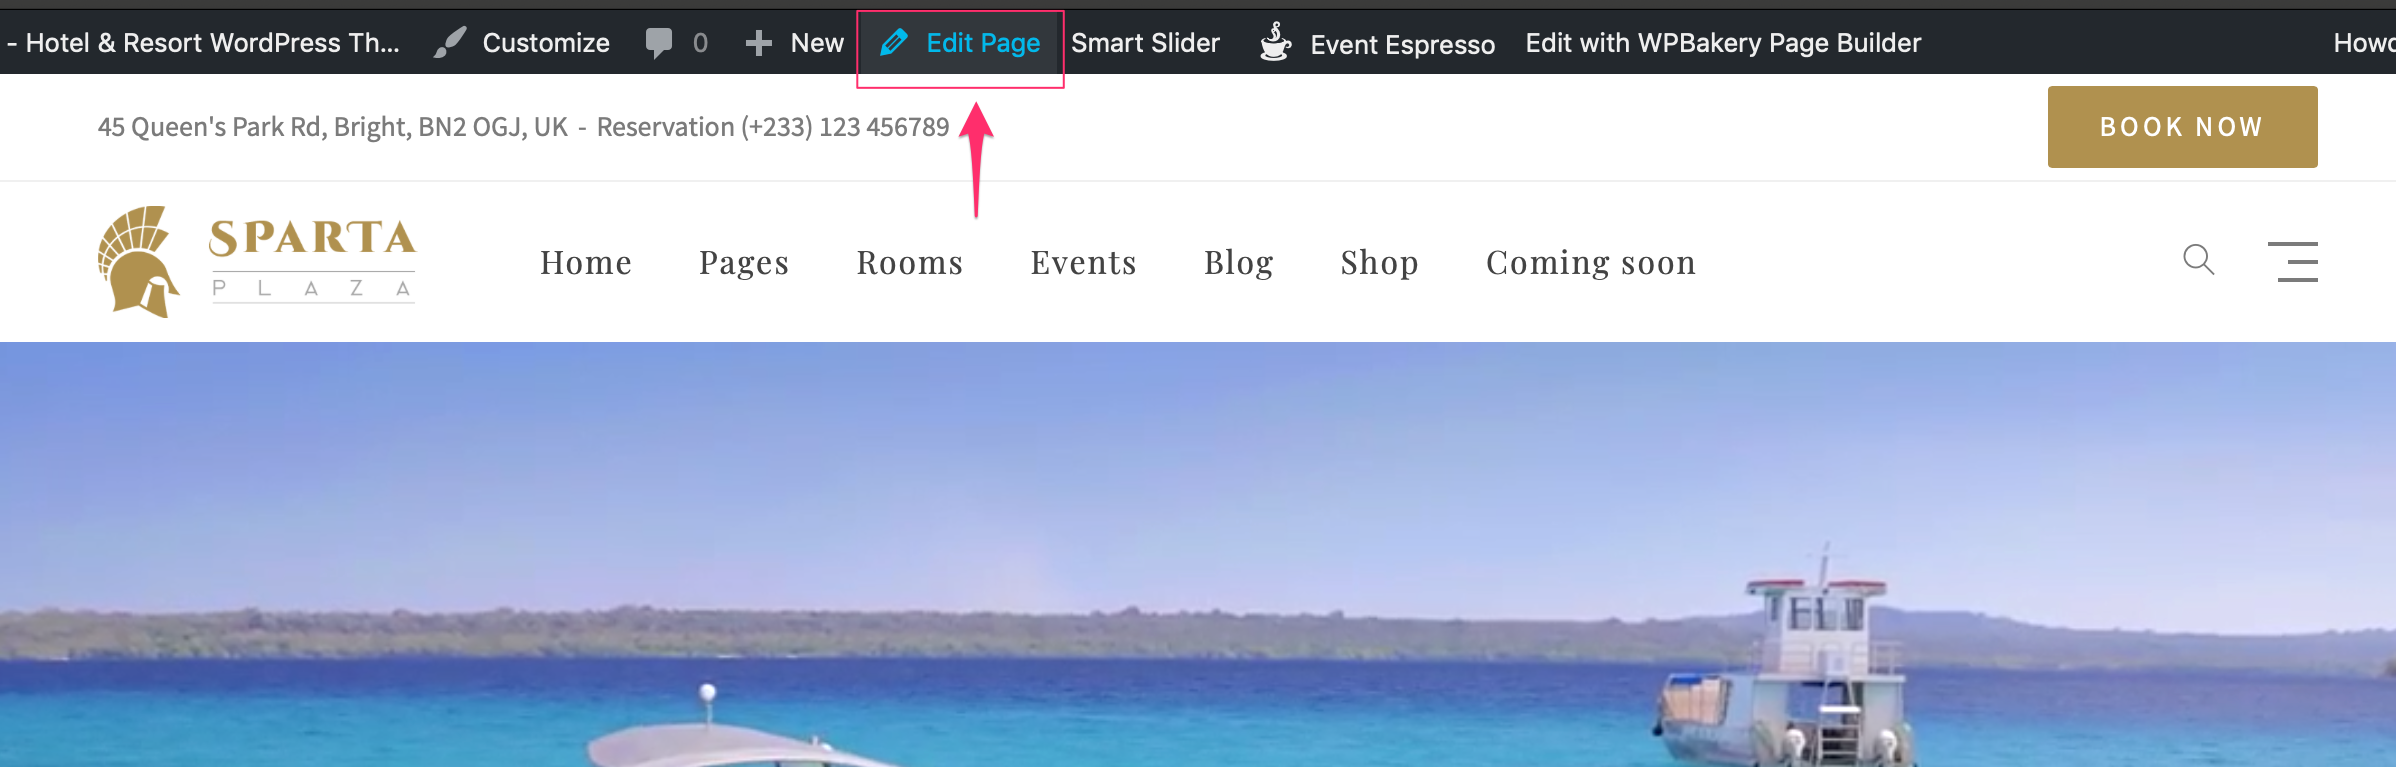 - Hotel & Resort WordPress Th... Customize 0 New Edit Page Smart Slider Event Espresso Edit with WPBakery Page Builder Howd
45 Queen's Park Rd, Bright, BN2 OGJ, UK - Reservation (+233) 123 456789 BOOK NOW
SPARTA
PLAZA
Home Pages Rooms Events Blog Shop Coming soon